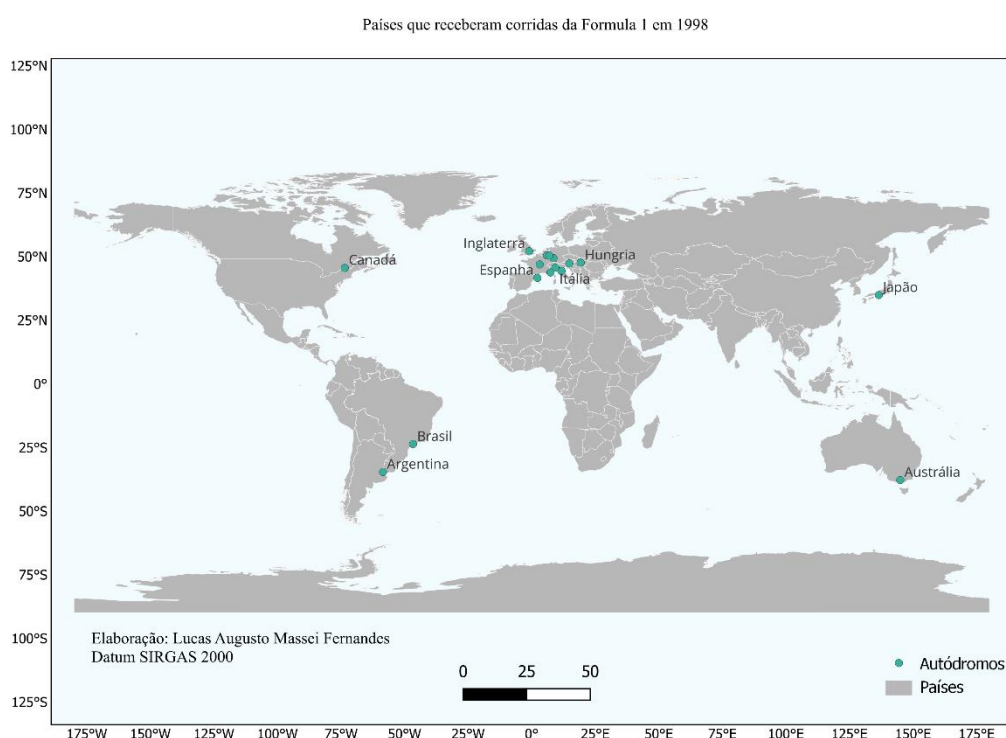 Países que receberam corridas da Formula 1 em 1998
125°N
100°N
75°N
50°N
25°N
0°
25°S
50°S
75°S
100°S
125°S
Inglaterra
Canadá
Hungria
Espanha
Itália
Japão
Brasil
Argentina
Austrália
Elaboração: Lucas Augusto Massei Fernandes
Datum SIRGAS 2000
0 25 50
Autódromos
Países
175°W 150°W 125°W 100°W 75°W 50°W 25°W 0° 25°E 50°E 75°E 100°E 125°E 150°E 175°E